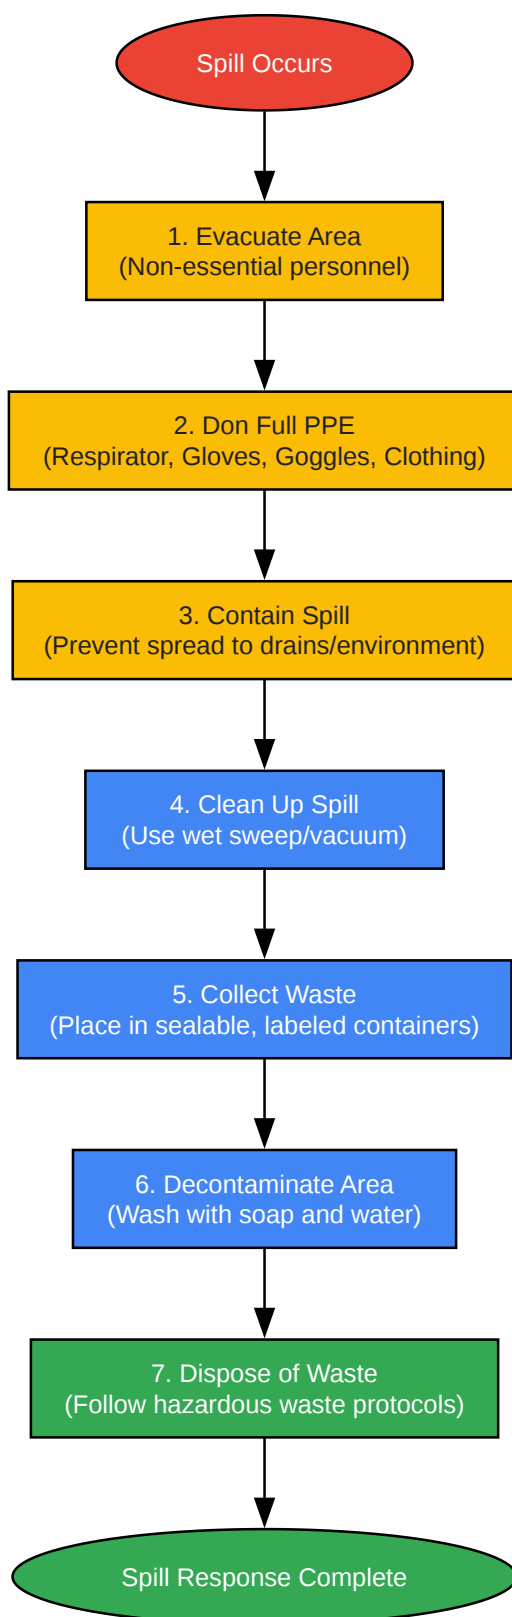 Spill Occurs
1. Evacuate Area
(Non-essential personnel)
2. Don Full PPE
(Respirator, Gloves, Goggles, Clothing)
3. Contain Spill
(Prevent spread to drains/environment)
4. Clean Up Spill
(Use wet sweep/vacuum)
5. Collect Waste
(Place in sealable, labeled containers)
6. Decontaminate Area
(Wash with soap and water)
7. Dispose of Waste
(Follow hazardous waste protocols)
Spill Response Complete